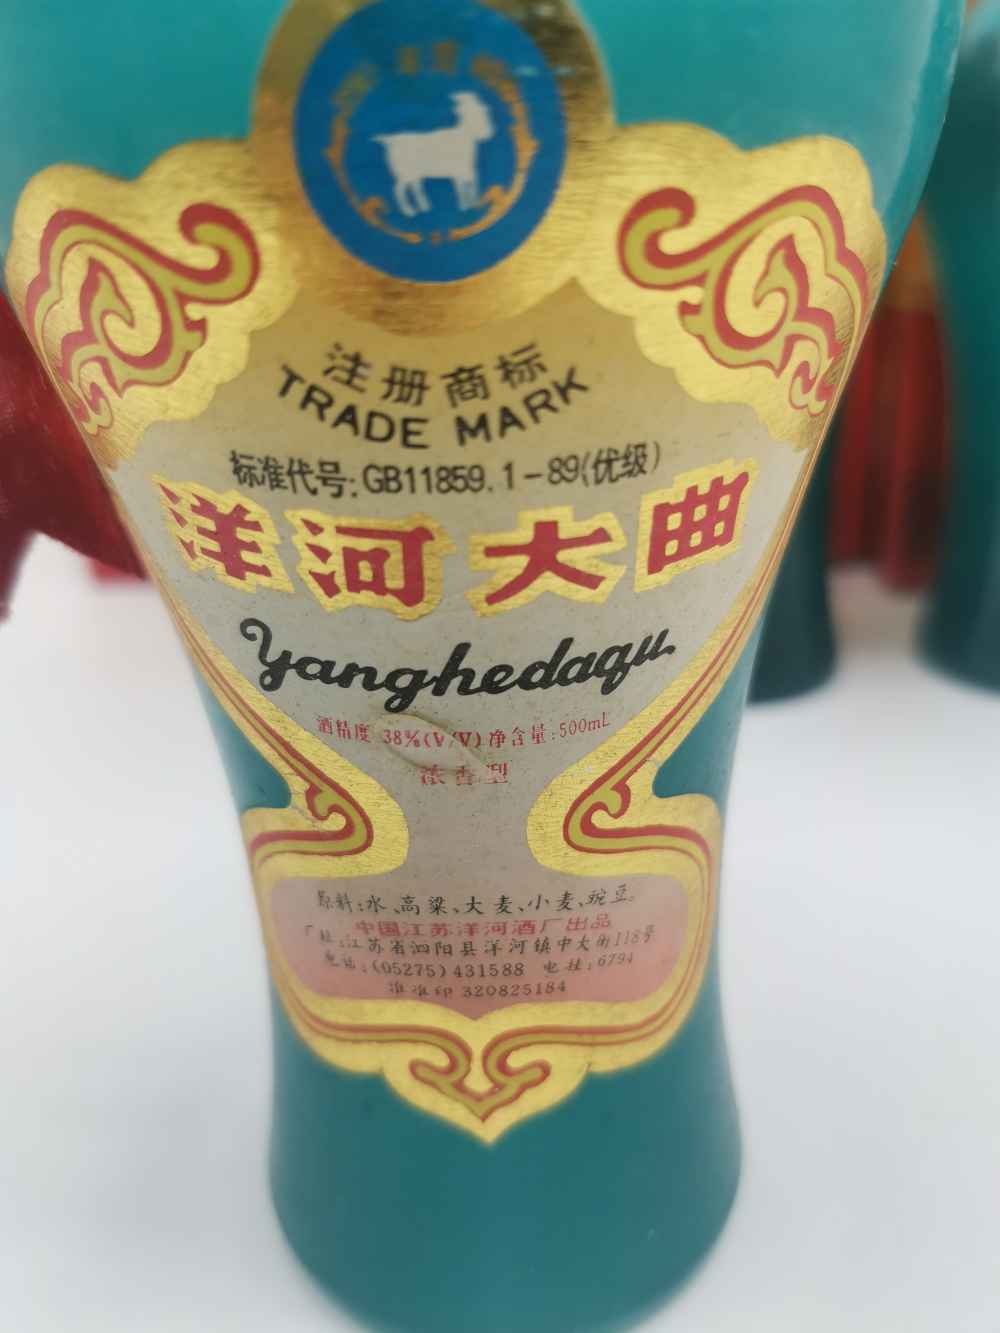 注册商标
TRADE MARK
标准代号:GB11859.1-89(优级)
洋河大曲
Yanghedaqu
酒精度 38%(V/V) 净含量:500mL
浓香型
原料:水、高粱、大麦、小麦、豌豆。
中国江苏洋河酒厂出品
厂址:江苏省泗阳县洋河镇中大街118号
电话:(05275)431588 电挂:6794
淮准印 320825184